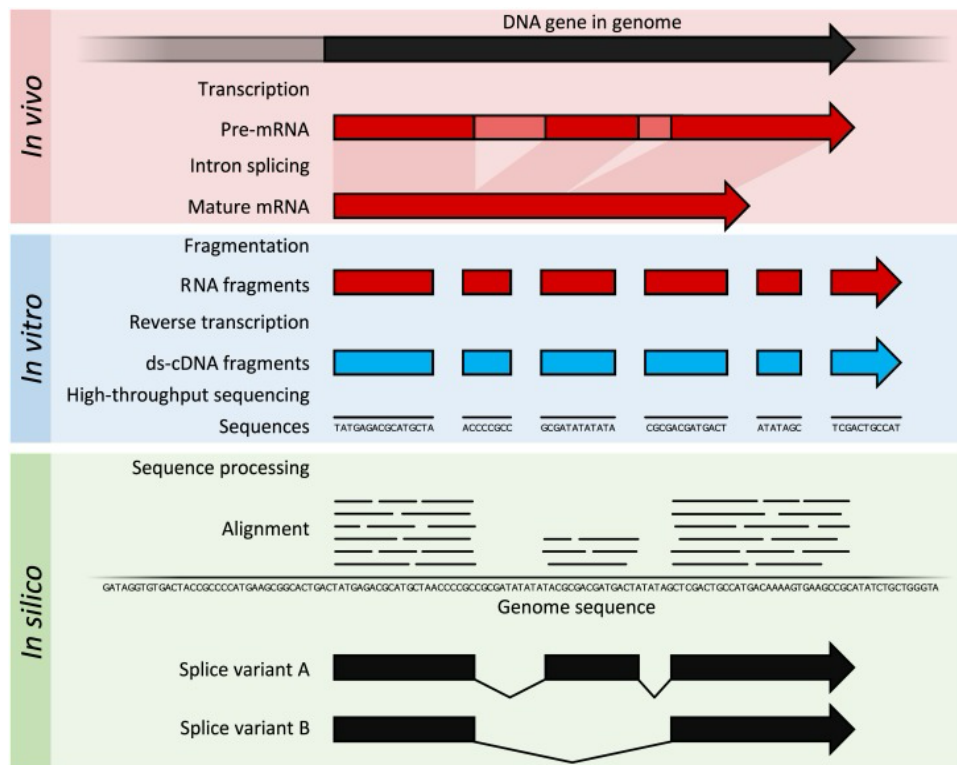 In vivo
DNA gene in genome
Transcription
Pre-mRNA
Intron splicing
Mature mRNA
In vitro
Fragmentation
RNA fragments
Reverse transcription
ds-cDNA fragments
High-throughput sequencing
Sequences
TATGAGACGCATGCTA
ACCCCGCC
GCGATATATATA
CGCGACGATGACT
ATATAGC
TCGACTGCCAT
In silico
Sequence processing
Alignment
GATAGGTGTGACTACCGCCCCATGAAGCGGCACTGACTATGAGACGCATGCTAACCCCGCCGCGATATATATACGCGACGATGACTATATAGCTCGACTGCCATGACAAAAGTGAAGCCGCATATCTGCTGGGTA
Genome sequence
Splice variant A
Splice variant B